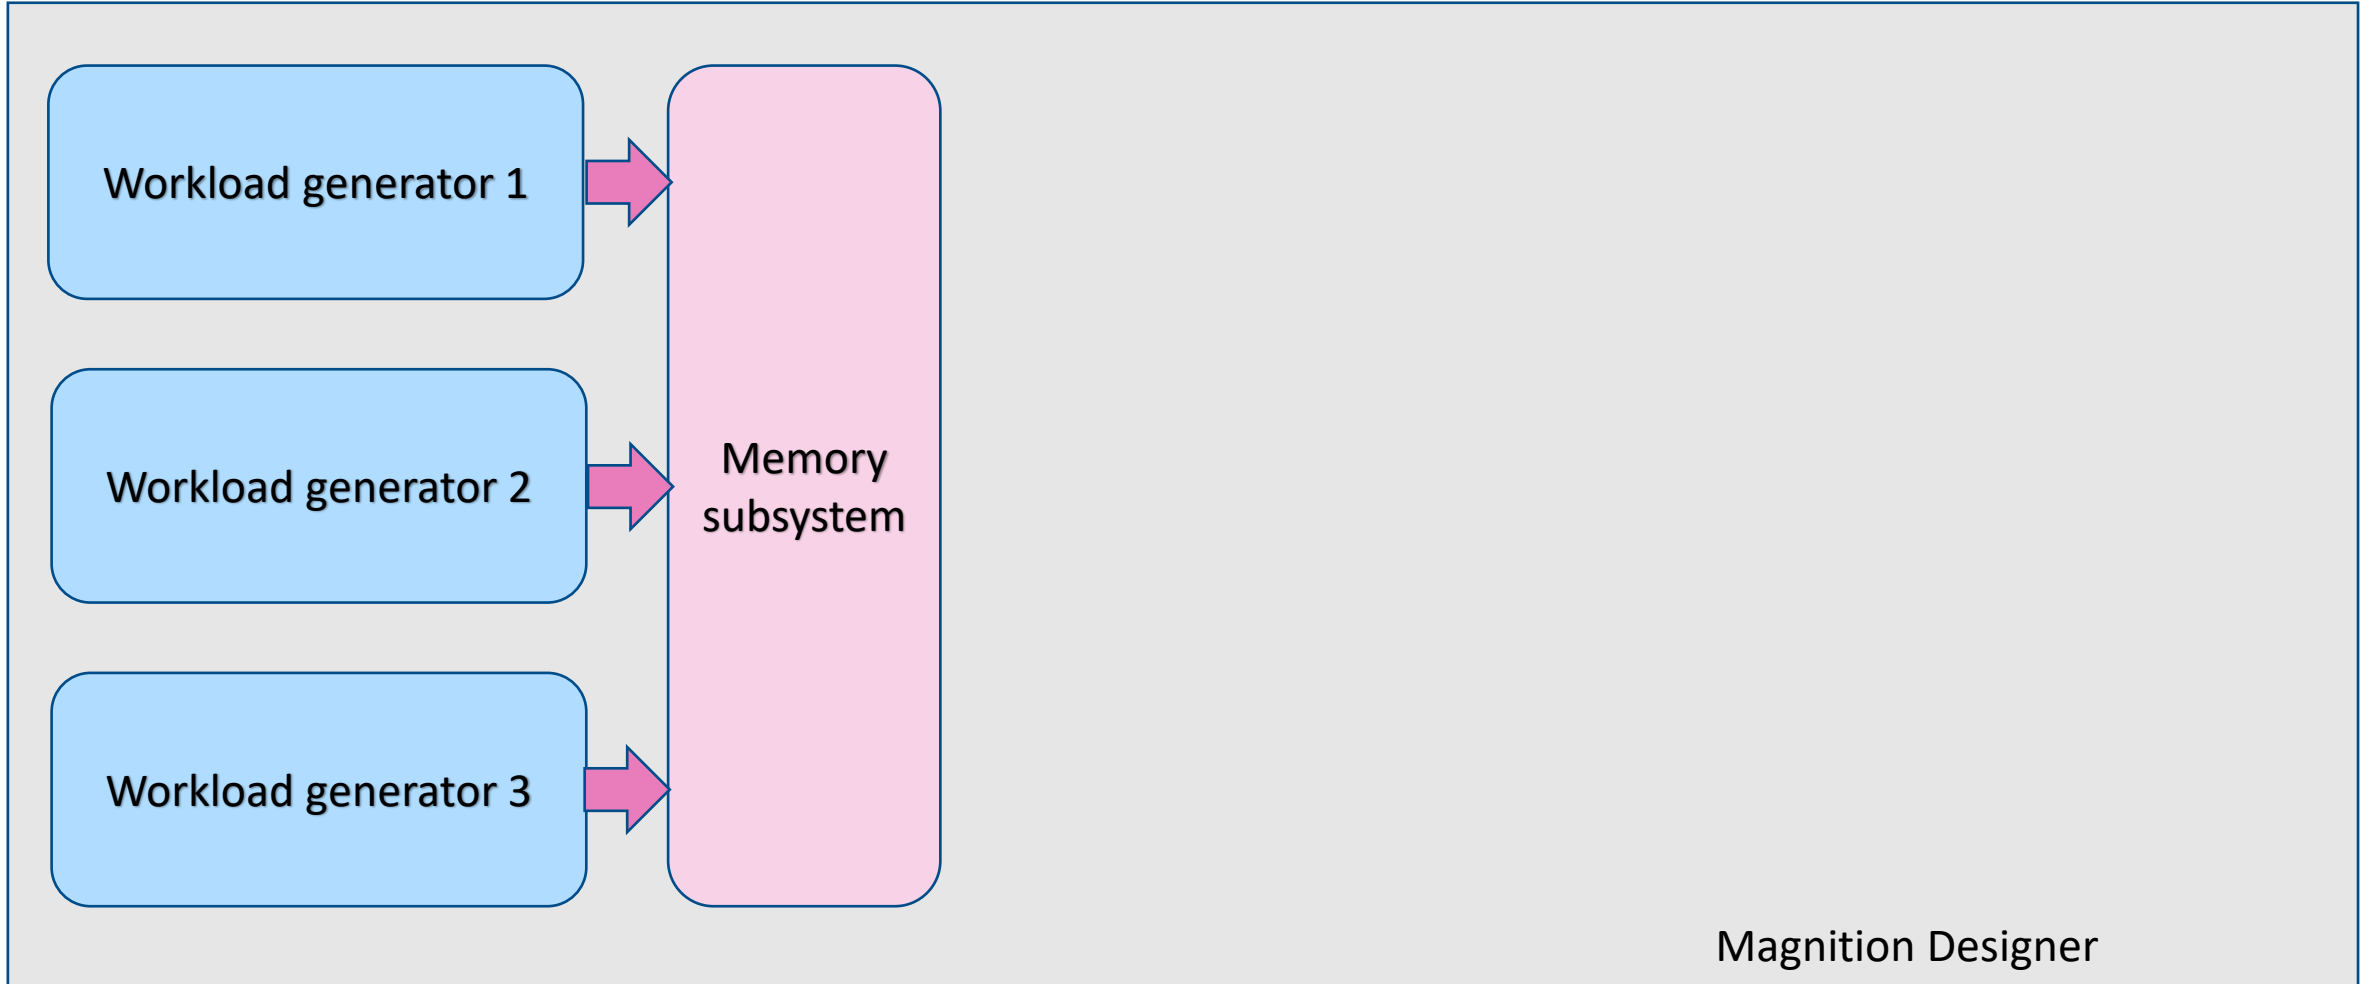 Workload generator 1
Workload generator 2
Memory
subsystem
Workload generator 3
Magnition Designer